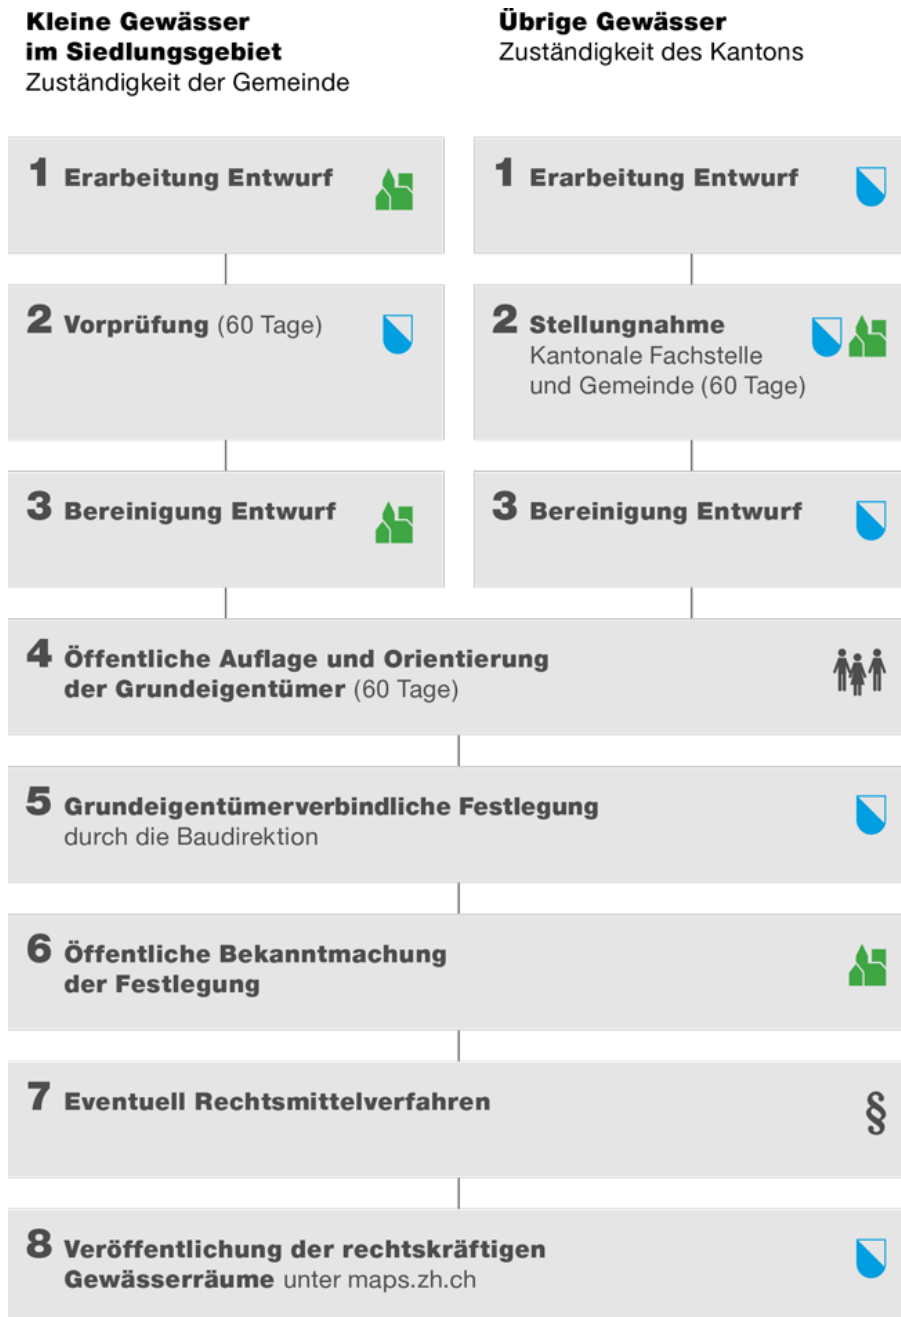 Kleine Gewässer
im Siedlungsgebiet
Zuständigkeit der Gemeinde
Übrige Gewässer
Zuständigkeit des Kantons
1 Erarbeitung Entwurf
1 Erarbeitung Entwurf
2 Vorprüfung (60 Tage)
2 Stellungnahme
Kantonale Fachstelle
und Gemeinde (60 Tage)
3 Bereinigung Entwurf
3 Bereinigung Entwurf
4 Öffentliche Auflage und Orientierung
der Grundeigentümer (60 Tage)
5 Grundeigentümerverbindliche Festlegung
durch die Baudirektion
6 Öffentliche Bekanntmachung
der Festlegung
7 Eventuell Rechtsmittelverfahren
§
8 Veröffentlichung der rechtskräftigen
Gewässerräume unter maps.zh.ch